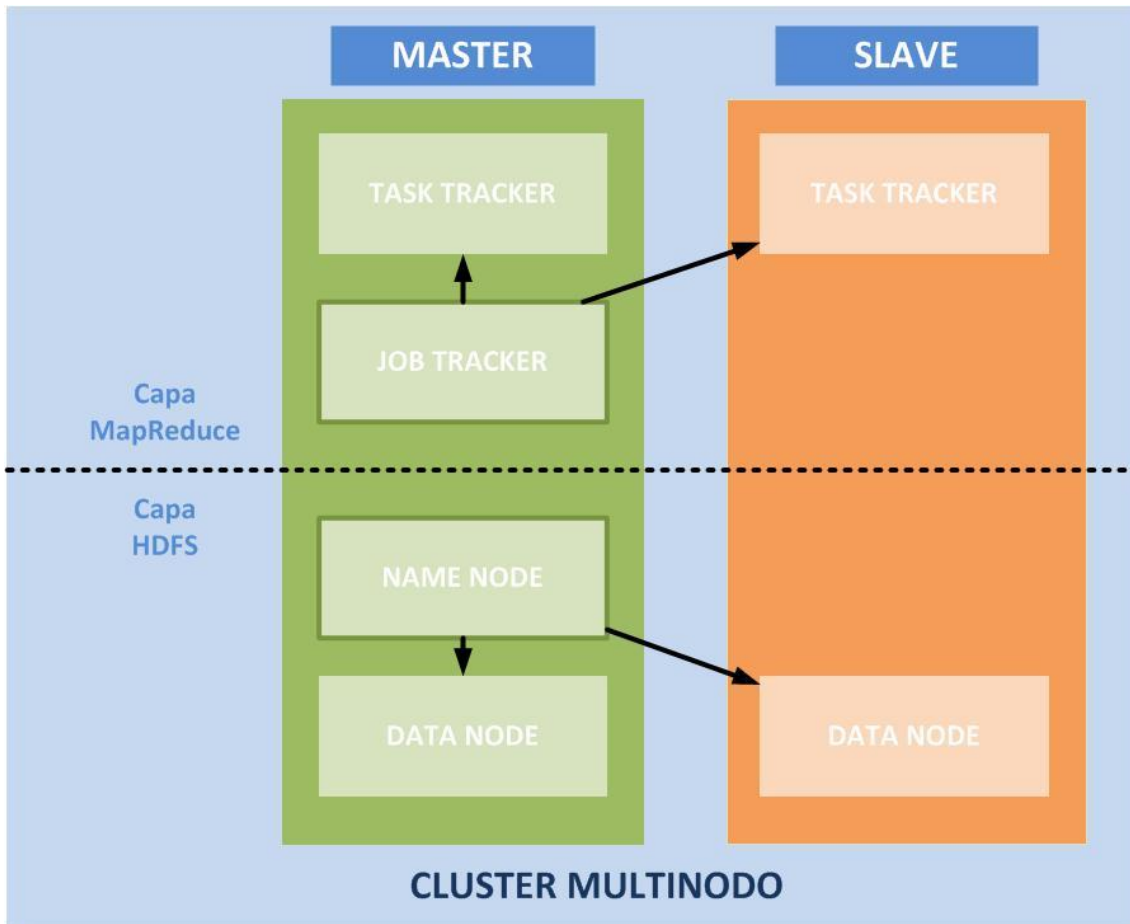 MASTER
SLAVE
TASK TRACKER
TASK TRACKER
JOB TRACKER
Capa
MapReduce
Capa
HDFS
NAME NODE
DATA NODE
DATA NODE
CLUSTER MULTINODO